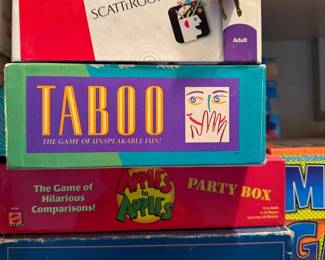 SCATTERGO
Adult
TABOO
THE GAME OF UNSPEAKABLE FUN!
The Game of
Hilarious
Comparisons!
Apples
to
Apples
PARTY BOX
M
G